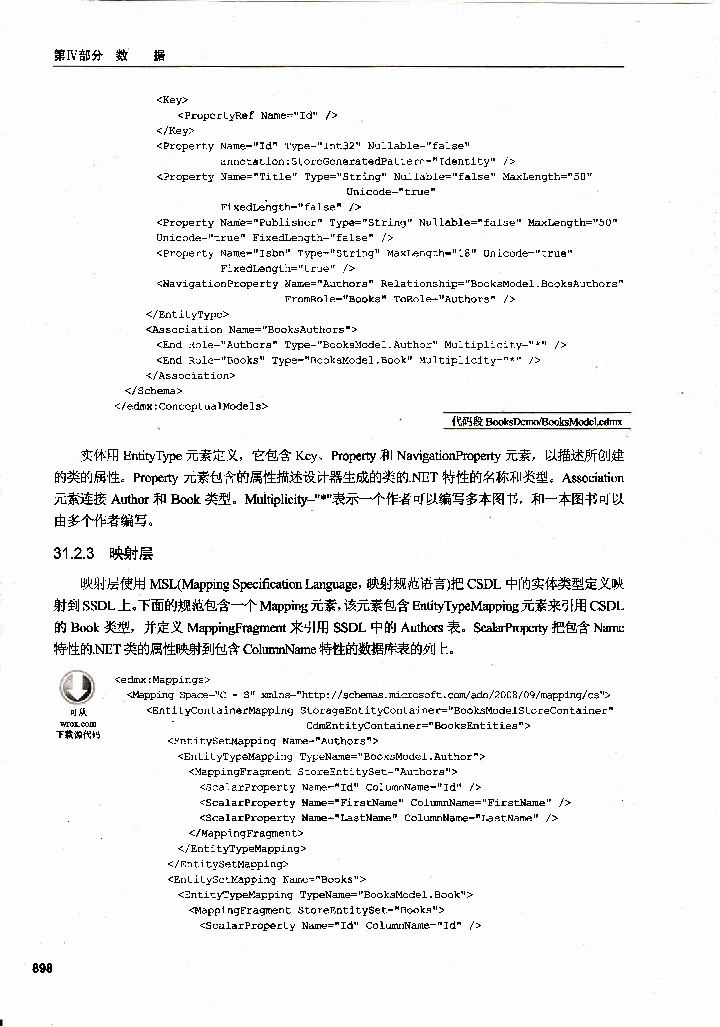 第Ⅳ部分 数 据
<Key>
<PropertyRef Name="Id" />
</Key>
<Property Name="Id" Type="Int32" Nullable="false"
annotation:StoreGeneratedPattern="Identity" />
<Property Name="Title" Type="String" Nullable="false" MaxLength="50"
Unicode="true"
FixedLength="false" />
<Property Name="Publisher" Type="String" Nullable="false" MaxLength="50"
Unicode="true" FixedLength="false" />
<Property Name="Isbn" Type="String" MaxLength="18" Unicode="true"
FixedLength="true" />
<NavigationProperty Name="Authors" Relationship="BooksModel.BooksAuthors"
FromRole="Books" ToRole="Authors" />
</EntityType>
<Association Name="BooksAuthors">
<End Role="Authors" Type="BooksModel.Author" Multiplicity="*" />
<End Role="Books" Type="BooksModel.Book" Multiplicity="*" />
</Association>
</Schema>
</edmx:ConceptualModels>
代码段 BooksDemo/BooksModel.edmx
实体用 EntityType 元素定义，它包含 Key、Property 和 NavigationProperty 元素，以描述所创建
的类的属性。Property 元素包含的属性描述设计器生成的类的.NET 特性的名称和类型。Association
元素连接 Author 和 Book 类型。Multiplicity="*"表示一个作者可以编写多本图书，和一本图书可以
由多个作者编写。
31.2.3 映射层
映射层使用 MSL(Mapping Specification Language，映射规范语言)把 CSDL 中的实体类型定义映
射到 SSDL 上。下面的规范包含一个 Mapping 元素，该元素包含 EntityTypeMapping 元素来引用 CSDL
的 Book 类型，并定义 MappingFragment 来引用 SSDL 中的 Authors 表。ScalarProperty 把包含 Name
特性的.NET 类的属性映射到包含 ColumnName 特性的数据库表的列上。
可从
wrox.com
下载源代码
<edmx:Mappings>
<Mapping Space="C - S" xmlns="http://schemas.microsoft.com/ado/2008/09/mapping/cs">
<EntityContainerMapping StorageEntityContainer="BooksModelStoreContainer"
CdmEntityContainer="BooksEntities">
<EntitySetMapping Name="Authors">
<EntityTypeMapping TypeName="BooksModel.Author">
<MappingFragment StoreEntitySet="Authors">
<ScalarProperty Name="Id" ColumnName="Id" />
<ScalarProperty Name="FirstName" ColumnName="FirstName" />
<ScalarProperty Name="LastName" ColumnName="LastName" />
</MappingFragment>
</EntityTypeMapping>
</EntitySetMapping>
<EntitySetMapping Name="Books">
<EntityTypeMapping TypeName="BooksModel.Book">
<MappingFragment StoreEntitySet="Books">
<ScalarProperty Name="Id" ColumnName="Id" />
898